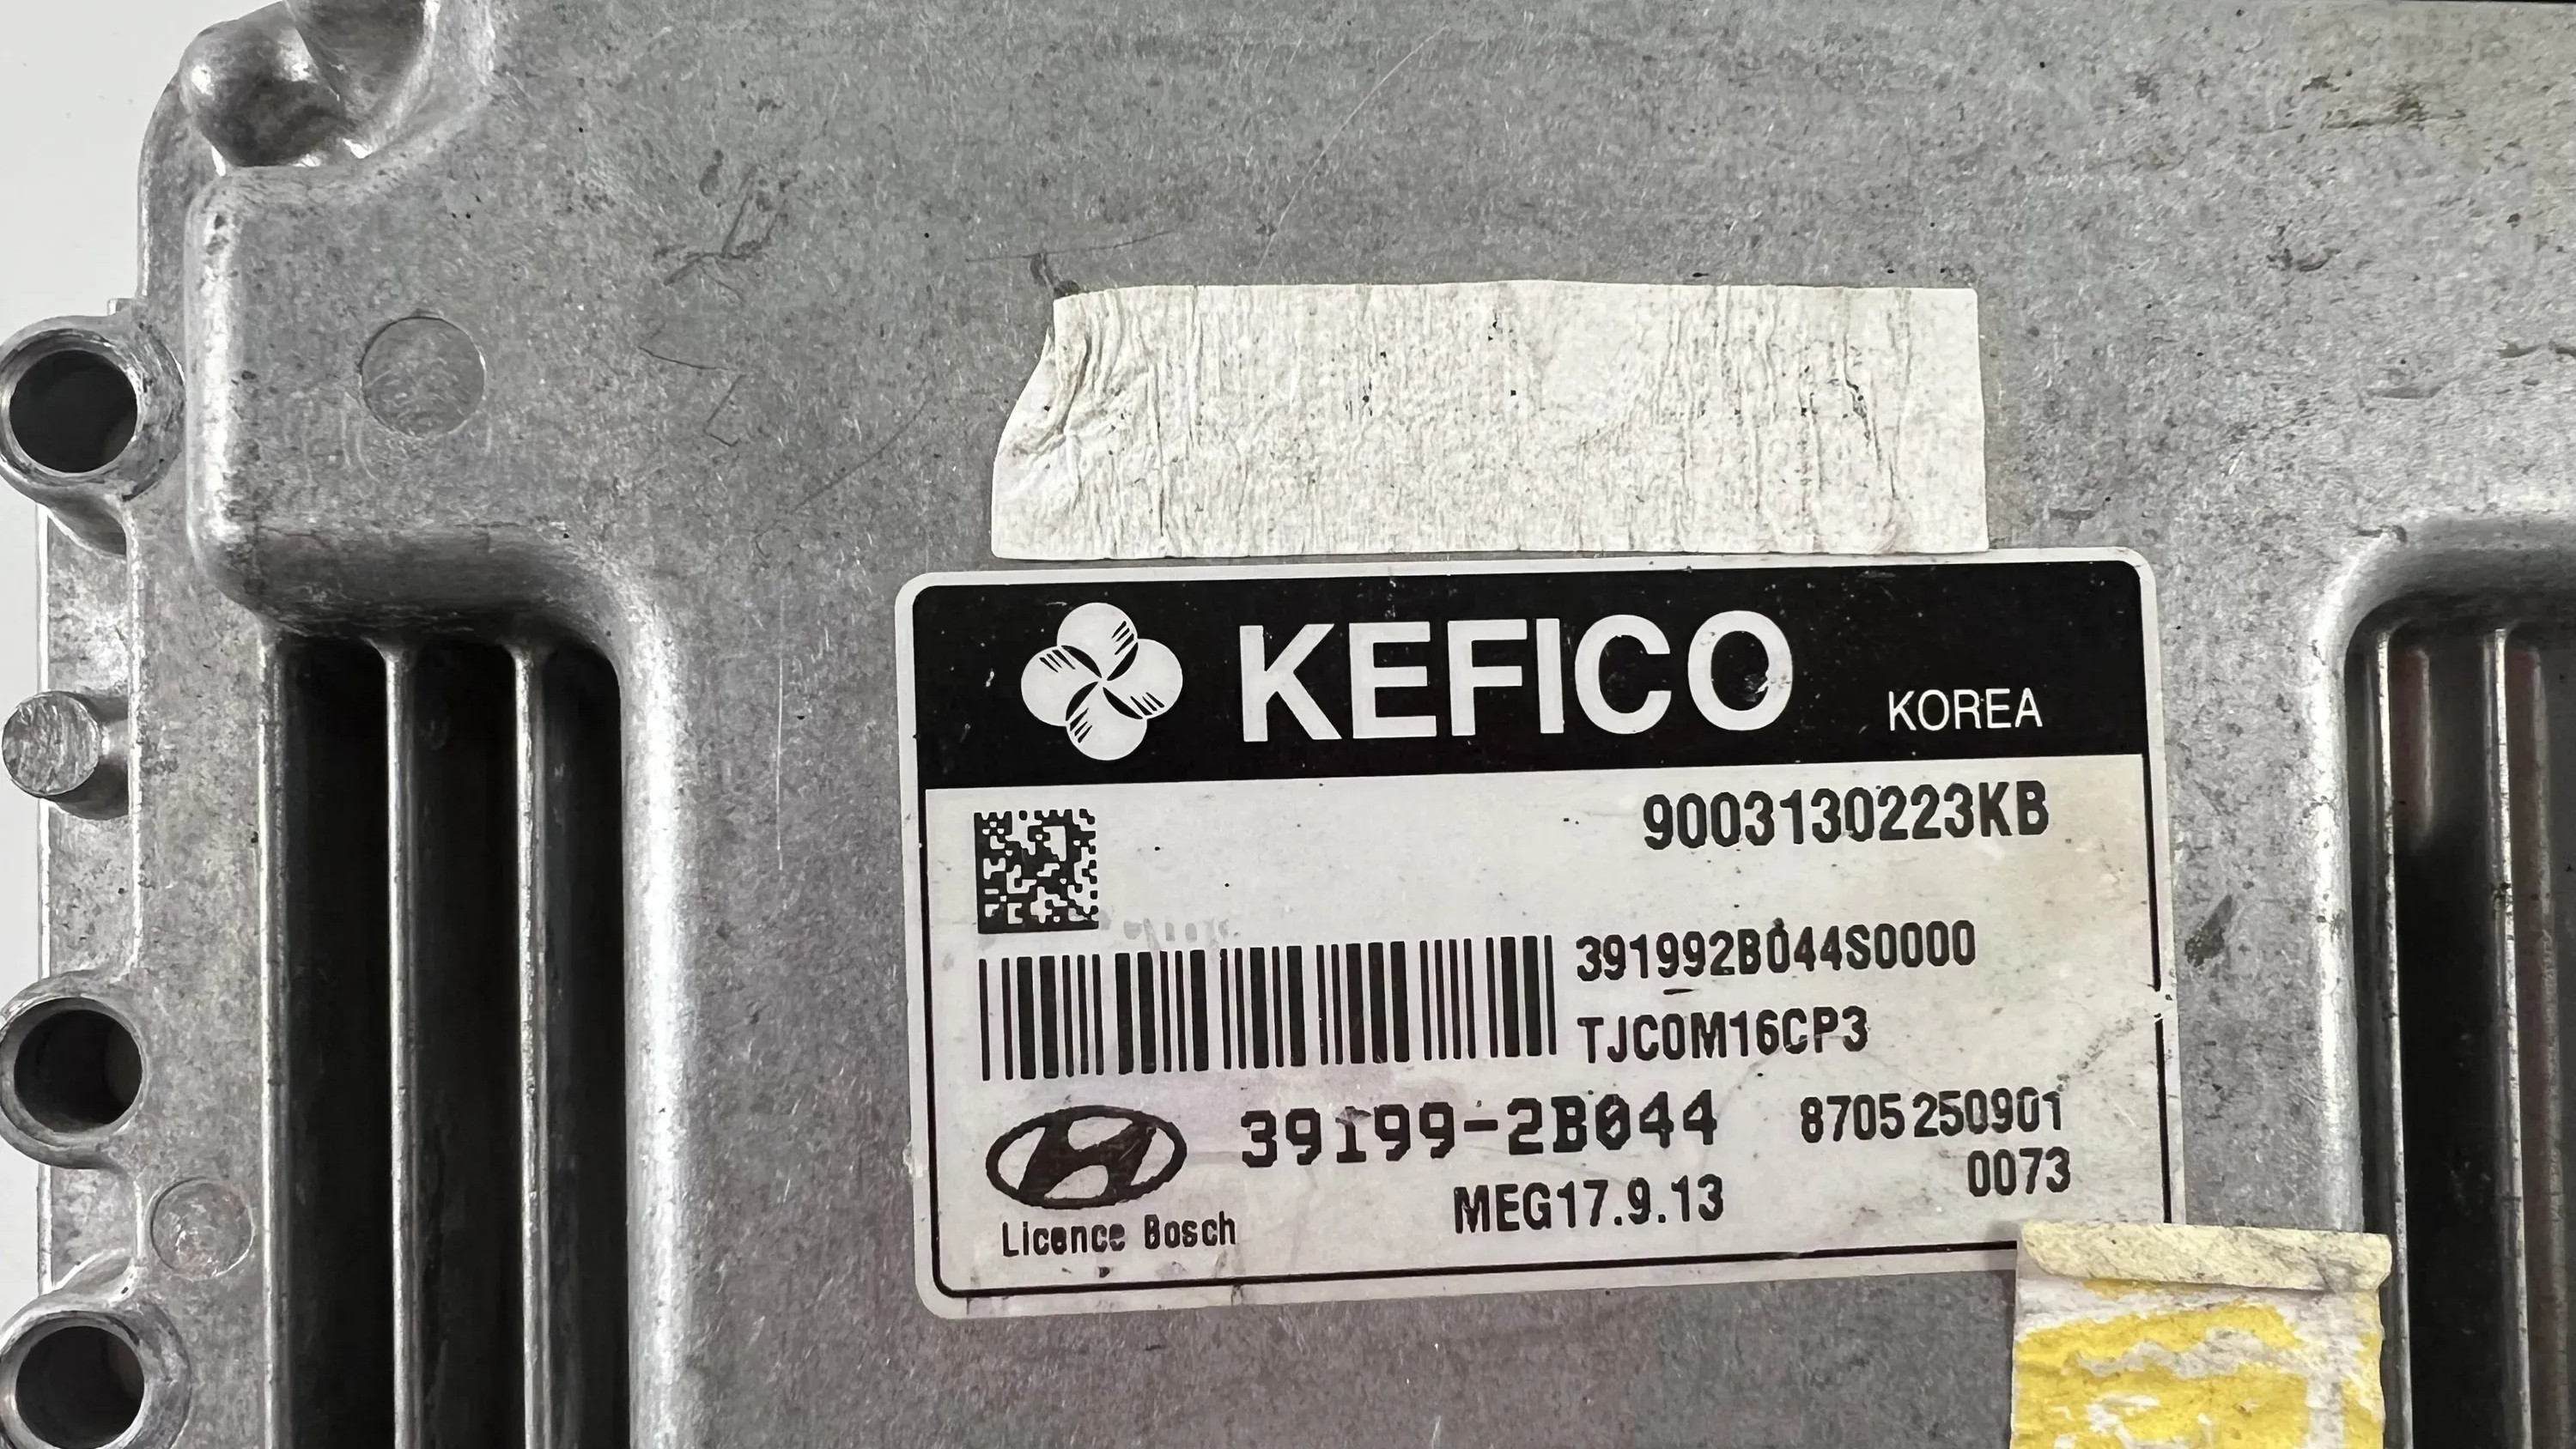 KEFICO KOREA
9003130223KB
391992B044S0000
TJC0M16CP3
39199-2B044 8705250901
0073
MEG17.9.13
Licence Bosch